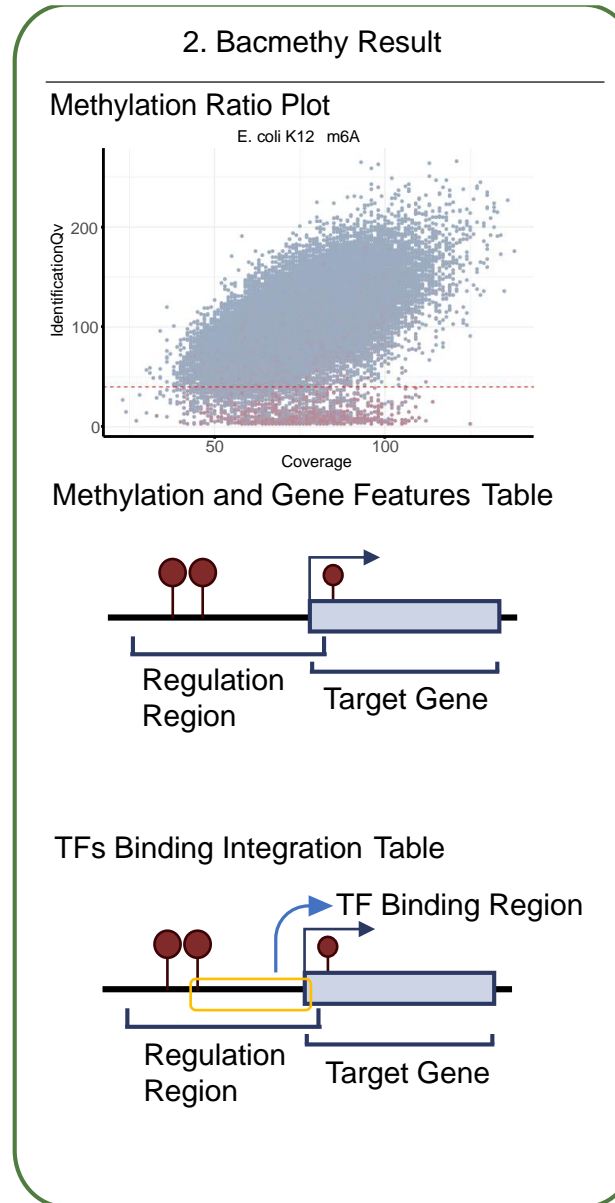 2. Bacmethy Result
Methylation Ratio Plot
E. coli K12 m6A
IdentificationQv
200
100
0
50
100
Coverage
Methylation and Gene Features Table
Regulation
Region
Target Gene
TFs Binding Integration Table
TF Binding Region
Regulation
Region
Target Gene